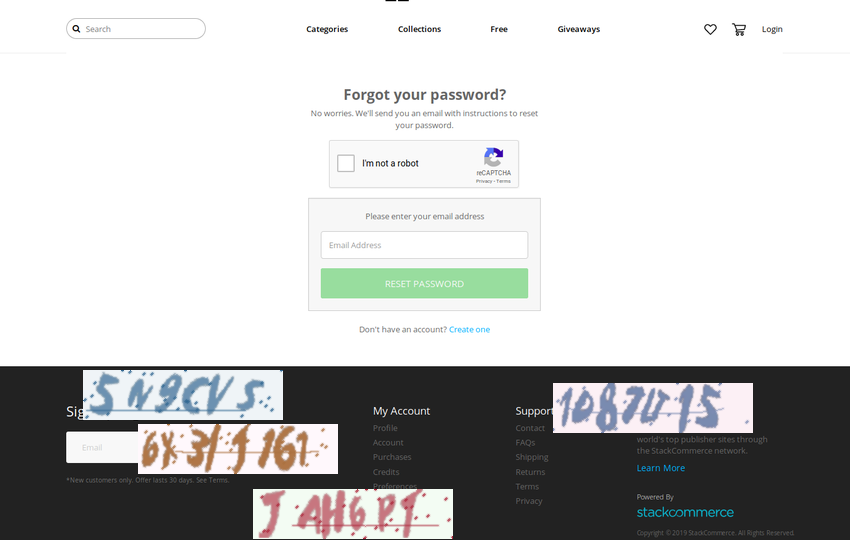 Search
Categories
Collections
Free
Giveaways
Login
Forgot your password?
No worries. We'll send you an email with instructions to reset
your password.
I'm not a robot
reCAPTCHA
Privacy - Terms
Please enter your email address
Email Address
RESET PASSWORD
Don't have an account? Create one
Sig
Email
*New customers only. Offer lasts 30 days. See Terms.
My Account
Profile
Account
Purchases
Credits
Preferences
Support
Contact
FAQs
Shipping
Returns
Terms
Privacy
world's top publisher sites through
the StackCommerce network.
Learn More
Powered By
stackcommerce
Copyright © 2019 StackCommerce. All Rights Reserved.